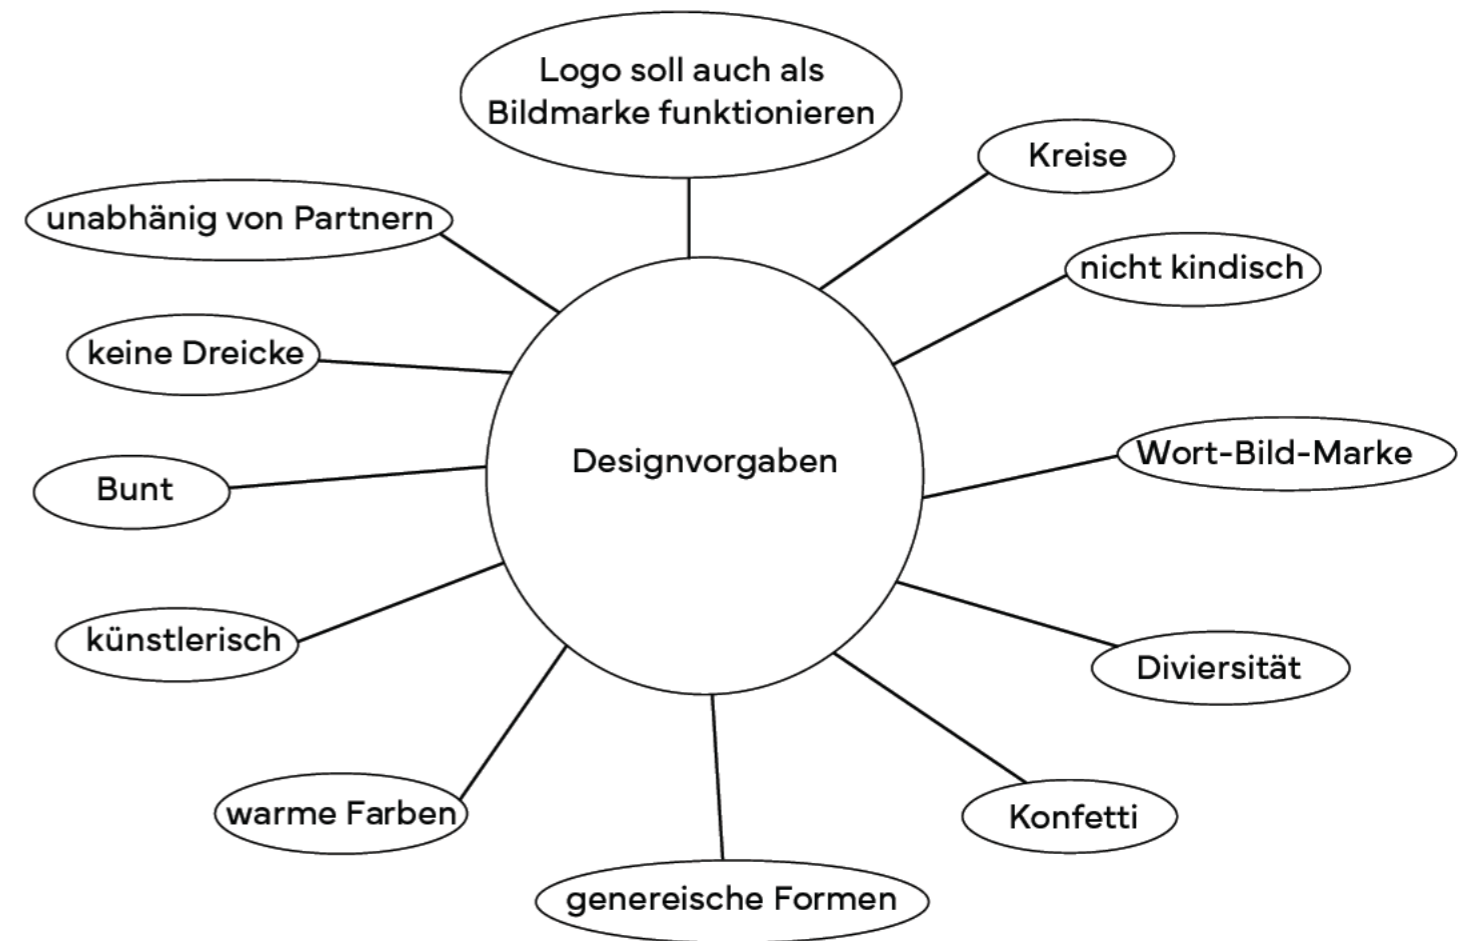 Logo soll auch als
Bildmarke funktionieren
Kreise
unabhänig von Partnern
nicht kindisch
keine Dreicke
Wort-Bild-Marke
Designvorgaben
Bunt
künstlerisch
Diviersität
warme Farben
Konfetti
genereische Formen